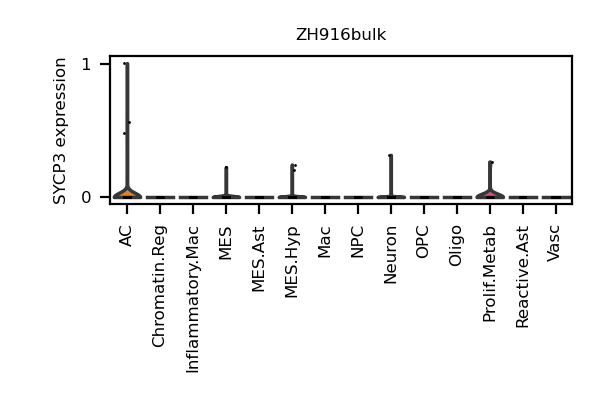 ZH916bulk
SYCP3 expression
1
0
AC
Chromatin.Reg
Inflammatory.Mac
MES
MES.Ast
MES.Hyp
Mac
NPC
Neuron
OPC
Oligo
Prolif.Metab
Reactive.Ast
Vasc